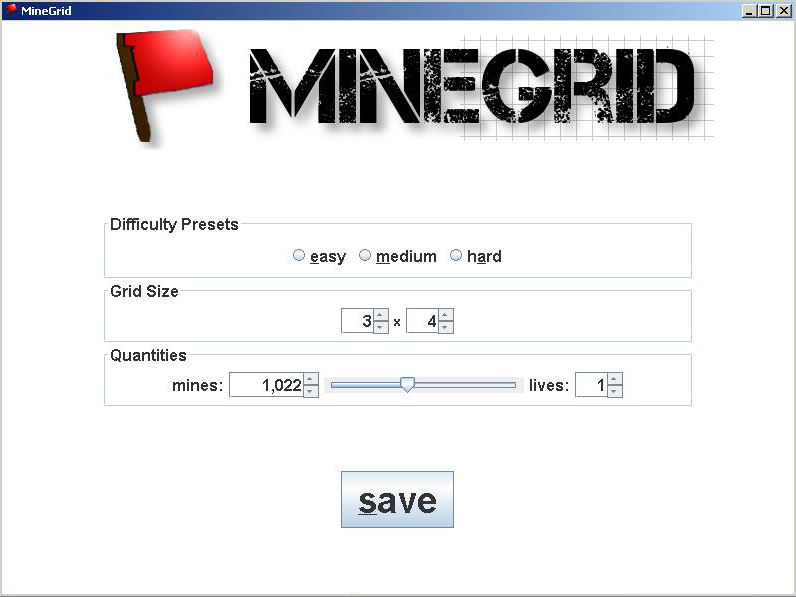 MineGrid
MINEGRID
Difficulty Presets
easy medium hard
Grid Size
3 x 4
Quantities
mines: 1,022 lives: 1
save